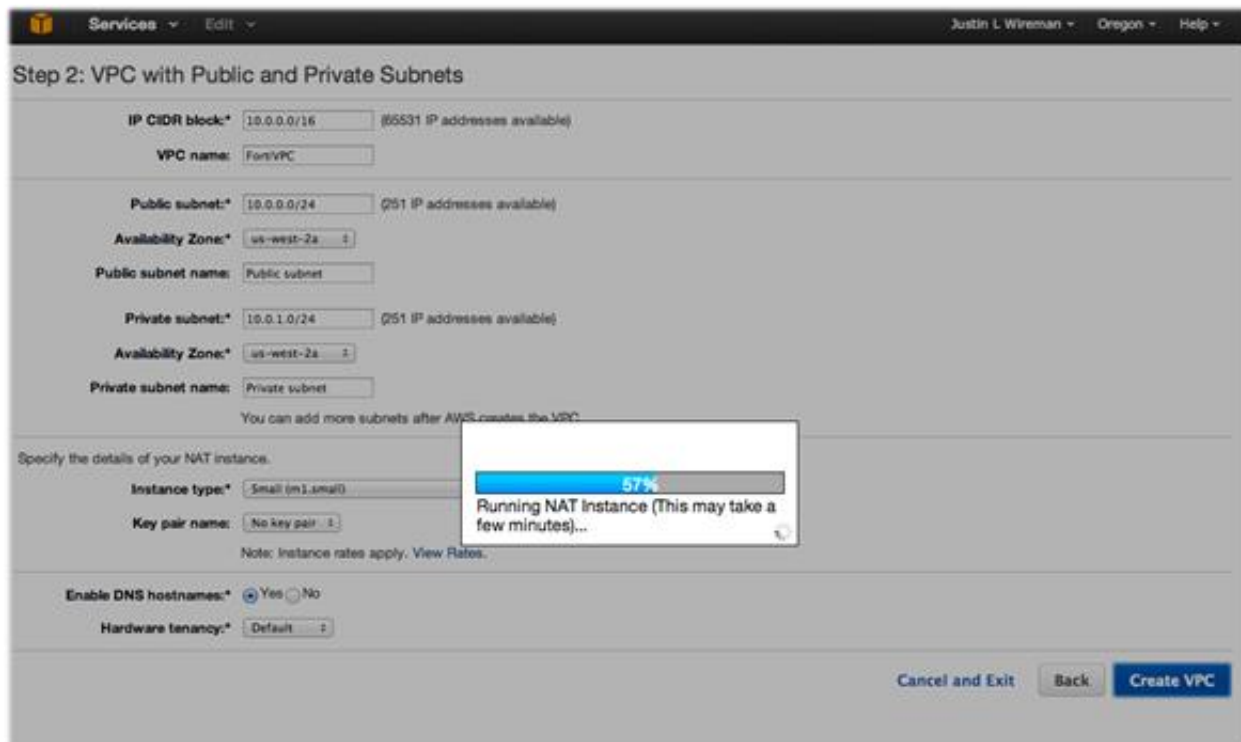 Services Edit Justin L Wireman Oregon Help
Step 2: VPC with Public and Private Subnets
IP CIDR block:* 10.0.0.0/16 (65531 IP addresses available)
VPC name: FortiVPC
Public subnet:* 10.0.0.0/24 (251 IP addresses available)
Availability Zone:* us-west-2a
Public subnet name: Public subnet
Private subnet:* 10.0.1.0/24 (251 IP addresses available)
Availability Zone:* us-west-2a
Private subnet name: Private subnet
You can add more subnets after AWS creates the VPC
Specify the details of your NAT instance.
Instance type:* Small (m1.small)
57%
Running NAT Instance (This may take a
few minutes)...
Key pair name: No key pair
Note: Instance rates apply. View Rates.
Enable DNS hostnames:* Yes No
Hardware tenancy:* Default
Cancel and Exit Back Create VPC